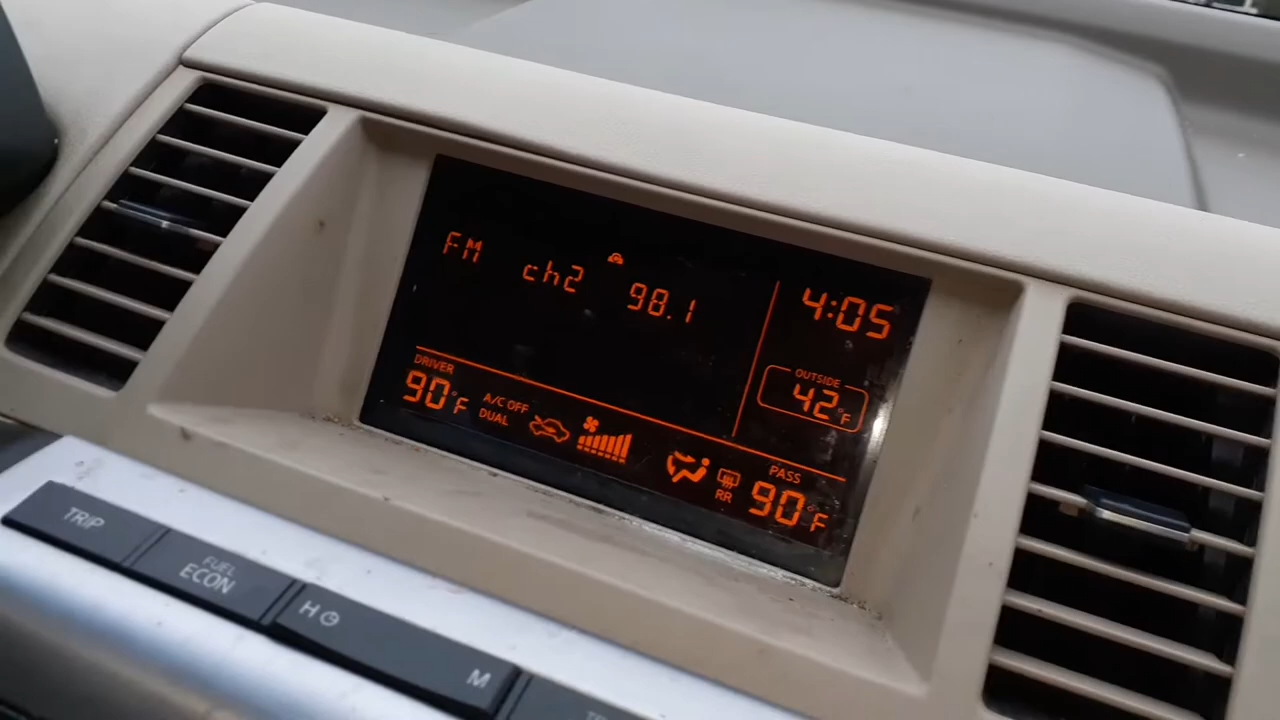 FM ch2 98.1
4:05
OUTSIDE
42°F
DRIVER
90°F
A/C OFF
DUAL
RR
PASS
90°F
TRIP
FUEL
ECON
H
M